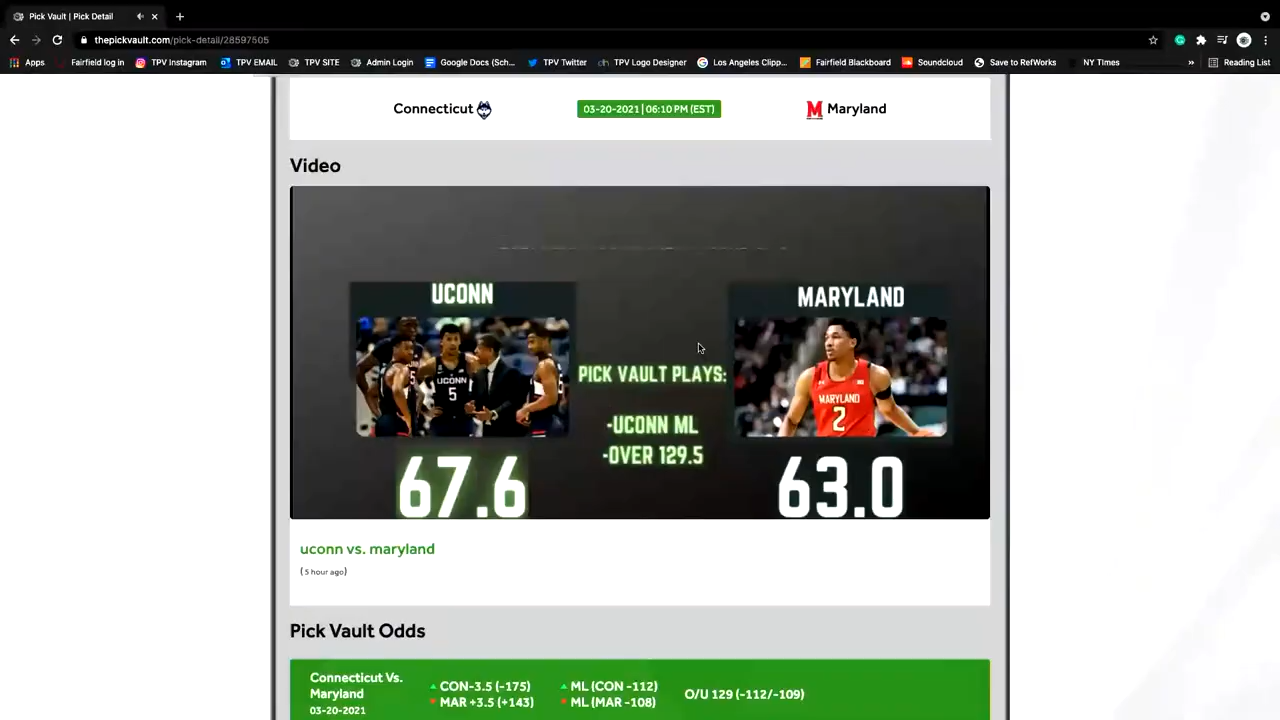 Pick Vault | Pick Detail
thepickvault.com/pick-detail/28597505
Apps Fairfield log in TPV Instagram TPV EMAIL TPV SITE Admin Login Google Docs (Sch... TPV Twitter TPV Logo Designer Los Angeles Clipp... Fairfield Blackboard Soundcloud Save to RefWorks NY TImes » Reading List
Connecticut 03-20-2021 | 06:10 PM (EST) M Maryland
Video
UCONN MARYLAND
UCONN
5
MARYLAND
2
PICK VAULT PLAYS:
-UCONN ML
-OVER 129.5
67.6 63.0
uconn vs. maryland
( 5 hour ago)
Pick Vault Odds
Connecticut Vs.
Maryland
03-20-2021
CON-3.5 (-175) ML (CON -112)
MAR +3.5 (+143) ML (MAR -108)
O/U 129 (-112/-109)